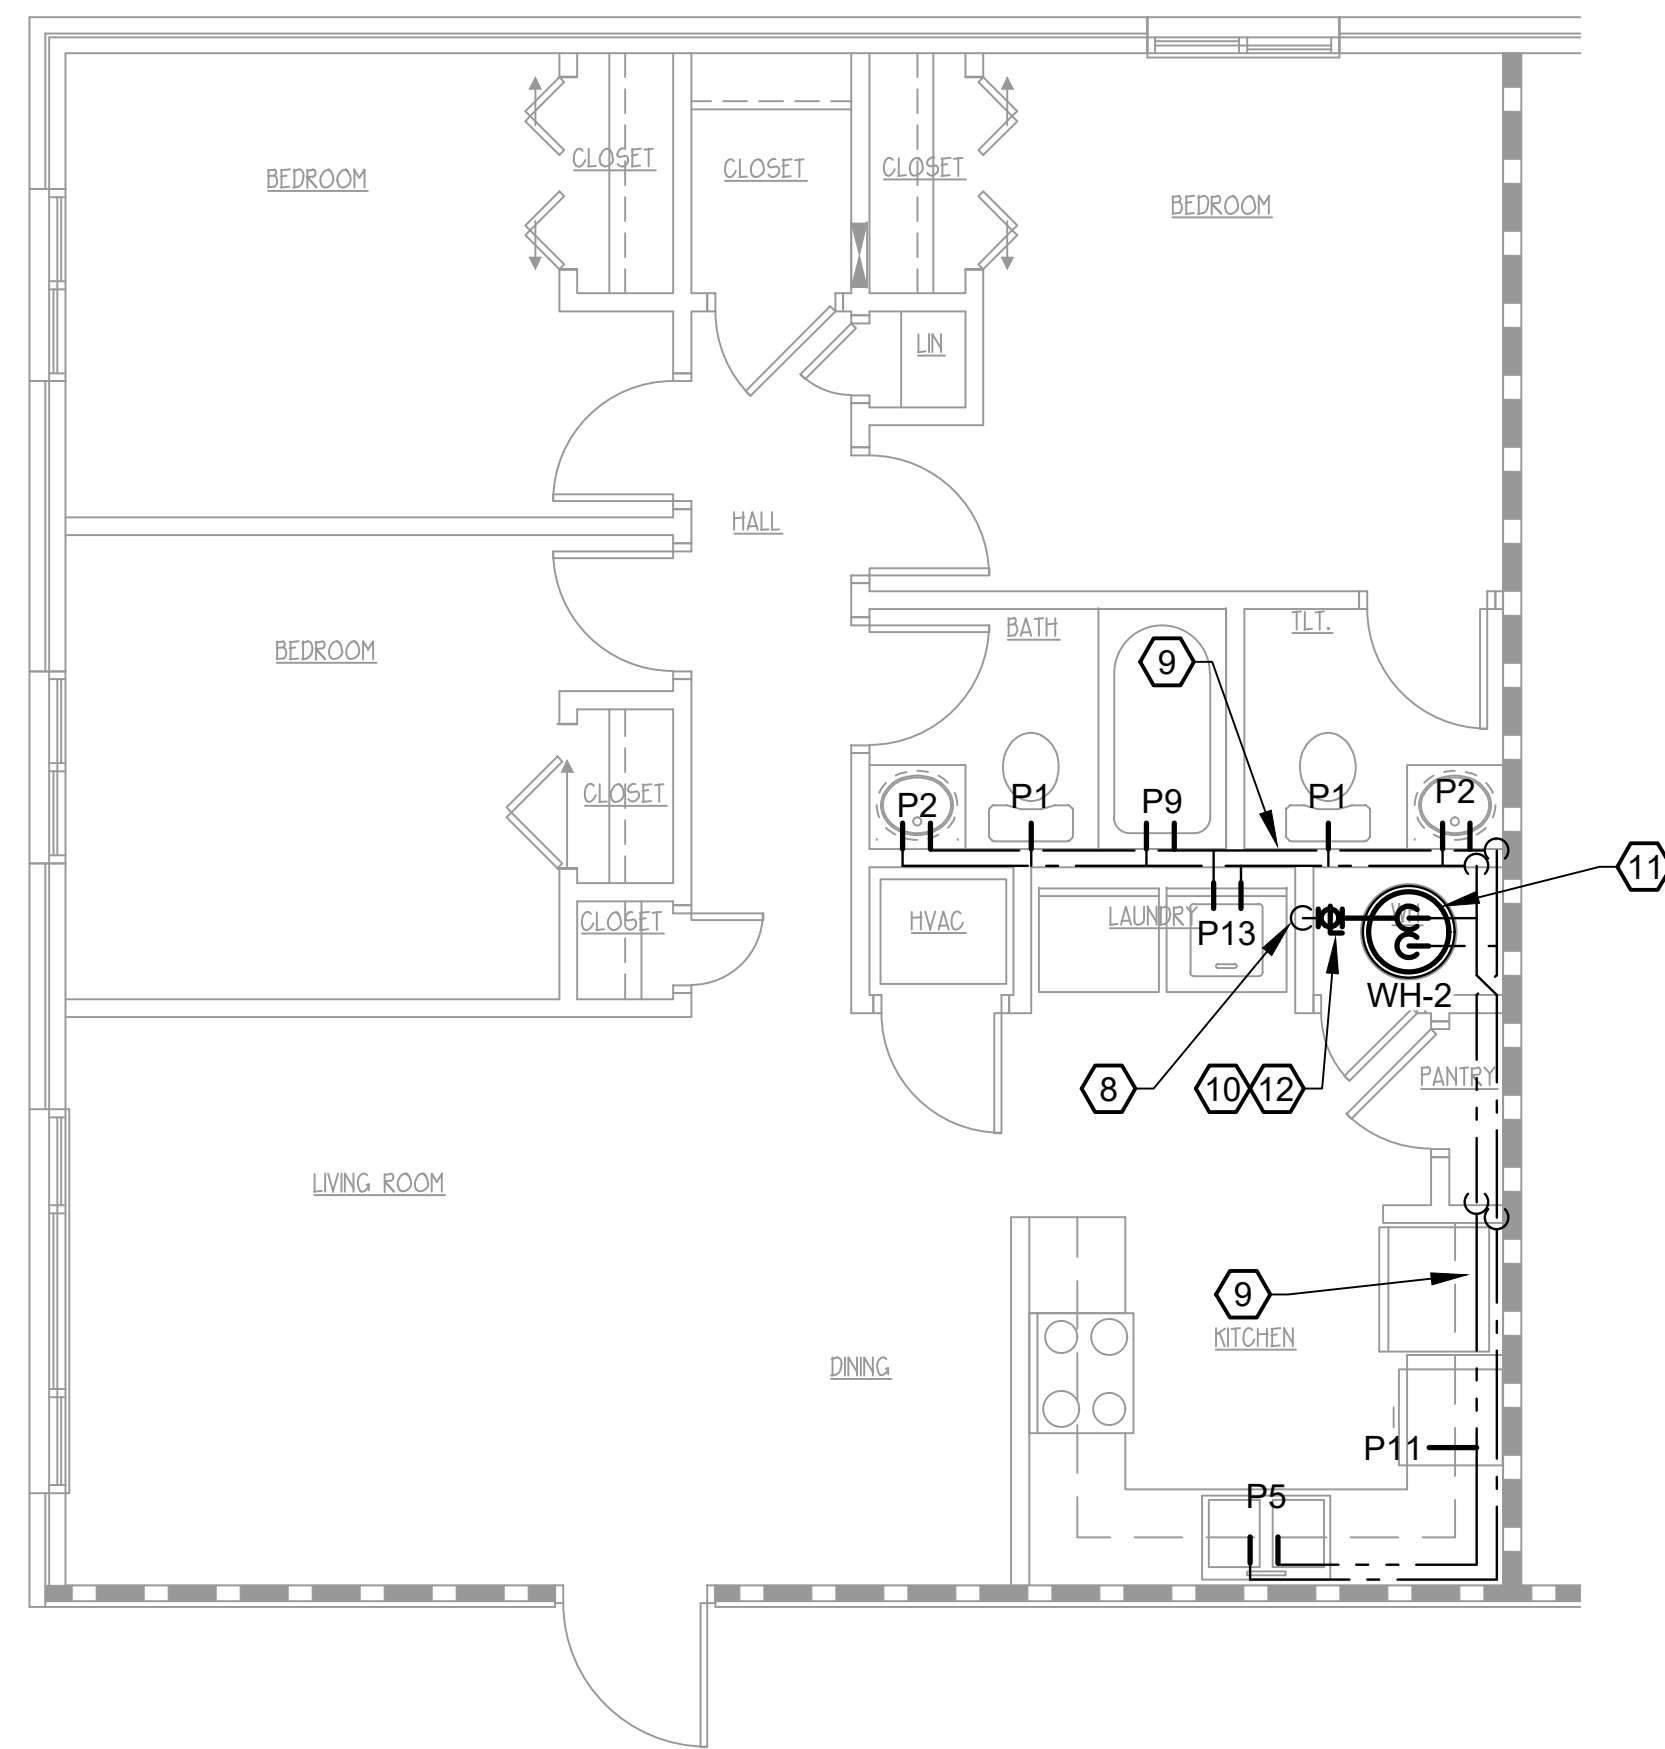 CLOSET
CLOSET
CLOSET
BEDROOM
BEDROOM
LIN
HALL
BATH
TLT.
BEDROOM
9
CLOSET
P2
P1
P9
P1
P2
11
CLOSET
HVAC
LAUNDRY
P13
WH
WH-2
8
10
12
PANTRY
LIVING ROOM
9
KITCHEN
DINING
P11
P5